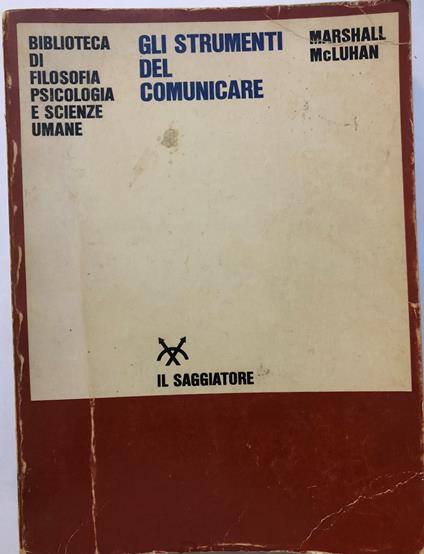 BIBLIOTECA
DI
FILOSOFIA
PSICOLOGIA
E SCIENZE
UMANE
GLI STRUMENTI
DEL
COMUNICARE
MARSHALL
McLUHAN
IL SAGGIATORE